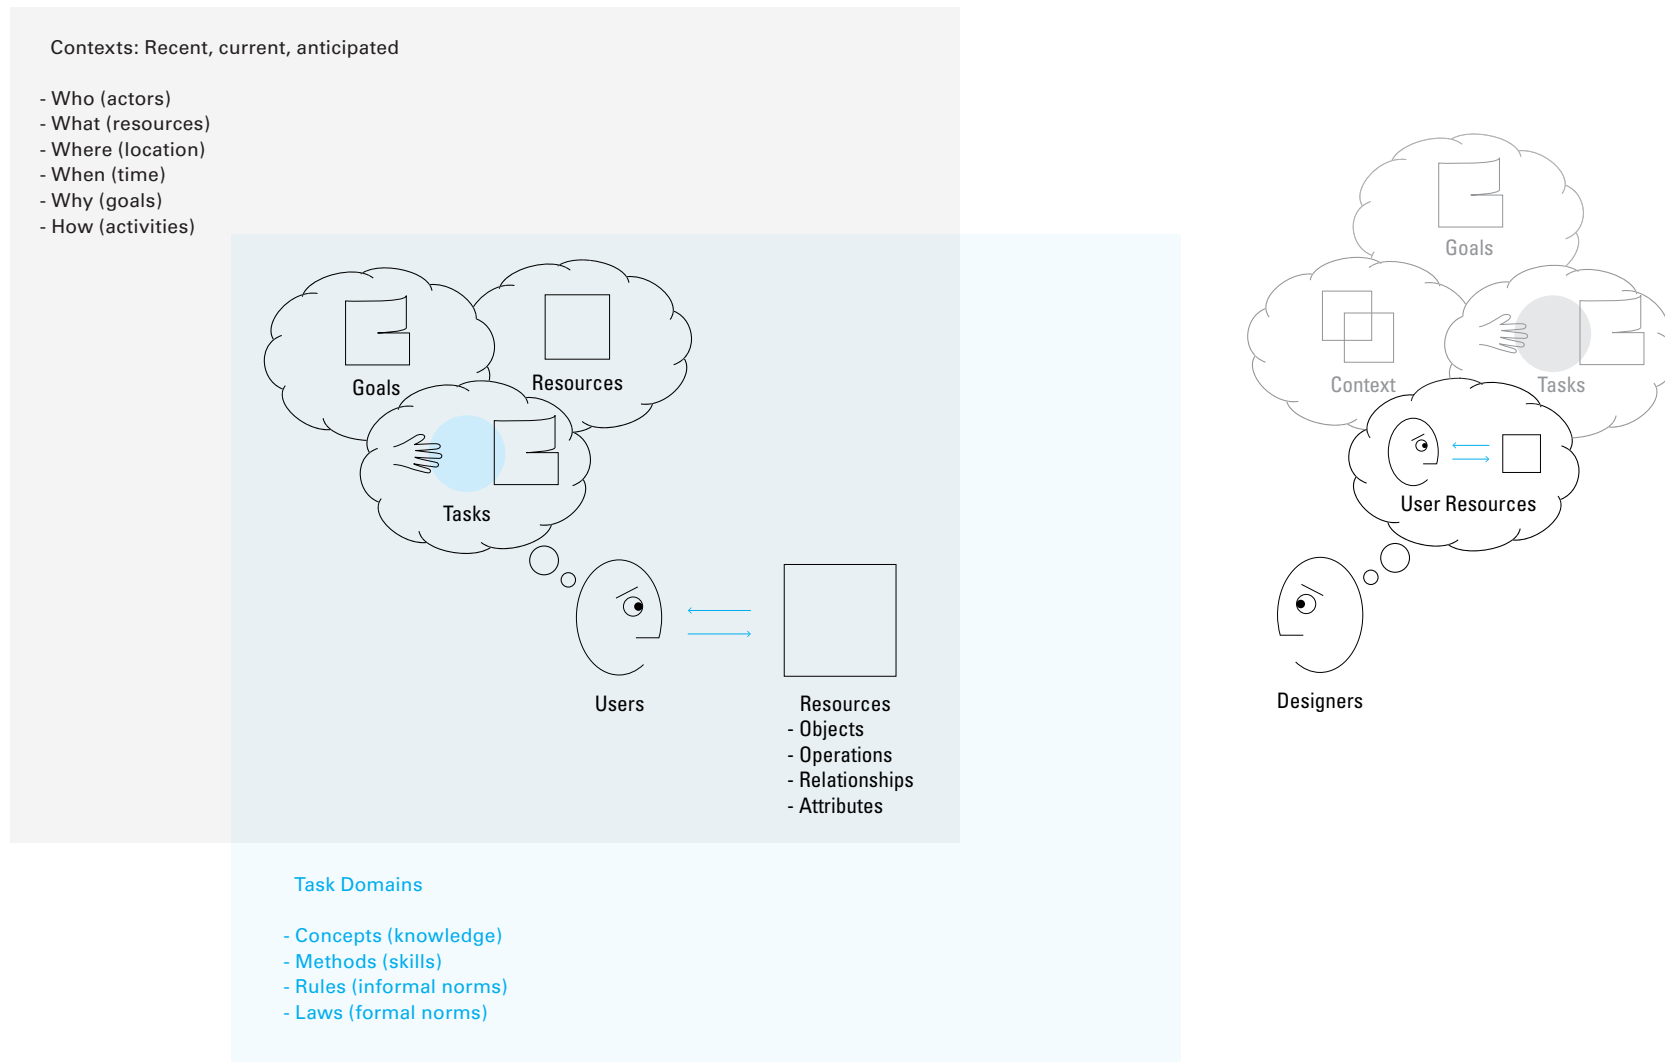 Contexts: Recent, current, anticipated
- Who (actors)
- What (resources)
- Where (location)
- When (time)
- Why (goals)
- How (activities)
Goals
Resources
Tasks
Users
Resources
- Objects
- Operations
- Relationships
- Attributes
Task Domains
- Concepts (knowledge)
- Methods (skills)
- Rules (informal norms)
- Laws (formal norms)
Goals
Context
Tasks
User Resources
Designers